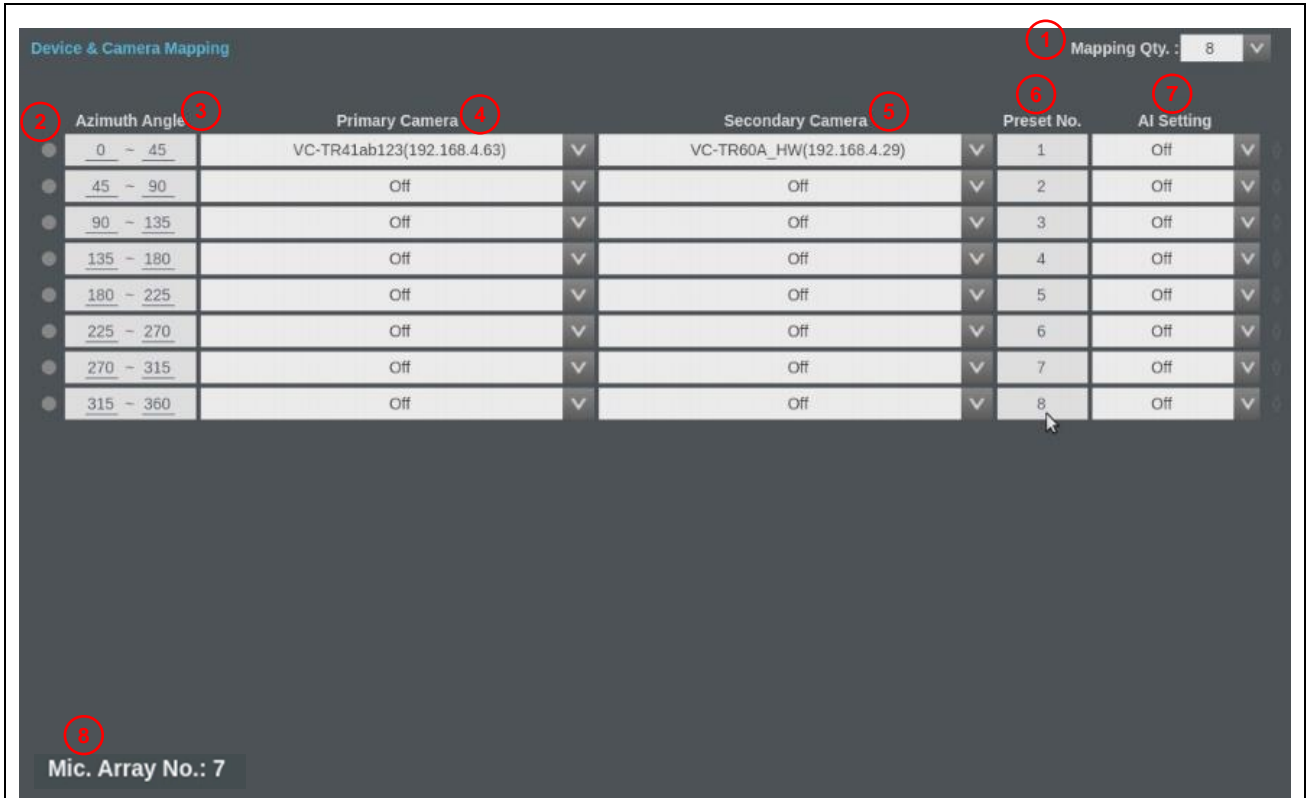 1 Mapping Qty. : 8
Device & Camera Mapping
2 Azimuth Angle 3 Primary Camera 4 Secondary Camera 5 6 Preset No. 7 AI Setting
0 ~ 45 VC-TR41ab123(192.168.4.63) VC-TR60A_HW(192.168.4.29) 1 Off
45 ~ 90 Off Off 2 Off
90 ~ 135 Off Off 3 Off
135 ~ 180 Off Off 4 Off
180 ~ 225 Off Off 5 Off
225 ~ 270 Off Off 6 Off
270 ~ 315 Off Off 7 Off
315 ~ 360 Off Off 8 Off
8
Mic. Array No.: 7